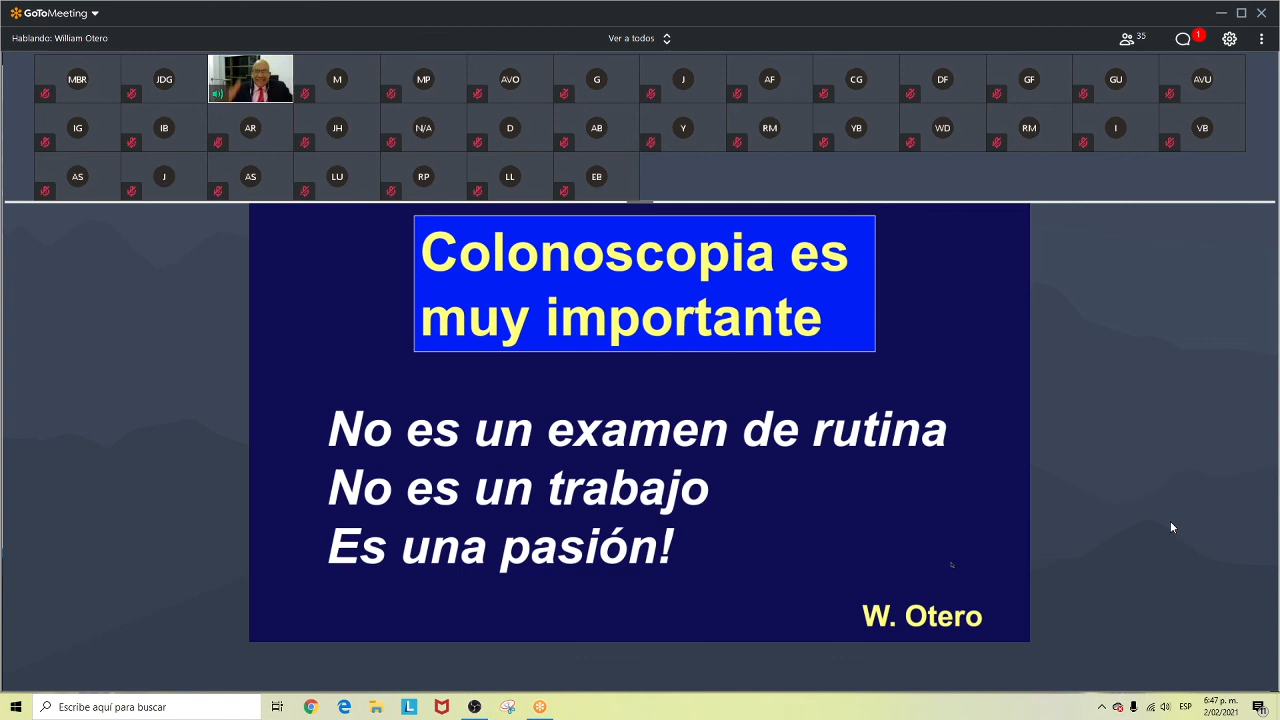 GoToMeeting
Hablando: William Otero
Ver a todos
35
1
MBR
JDG
M
MP
AVO
G
J
AF
CG
DF
GF
GU
AVU
IG
IB
AR
JH
N/A
D
AB
Y
RM
YB
WD
RM
I
VB
AS
J
AS
LU
RP
LL
EB
Colonoscopia es
muy importante
No es un examen de rutina
No es un trabajo
Es una pasión!
W. Otero
Escribe aquí para buscar
L
ESP
6:47 p. m.
2/02/2021
11